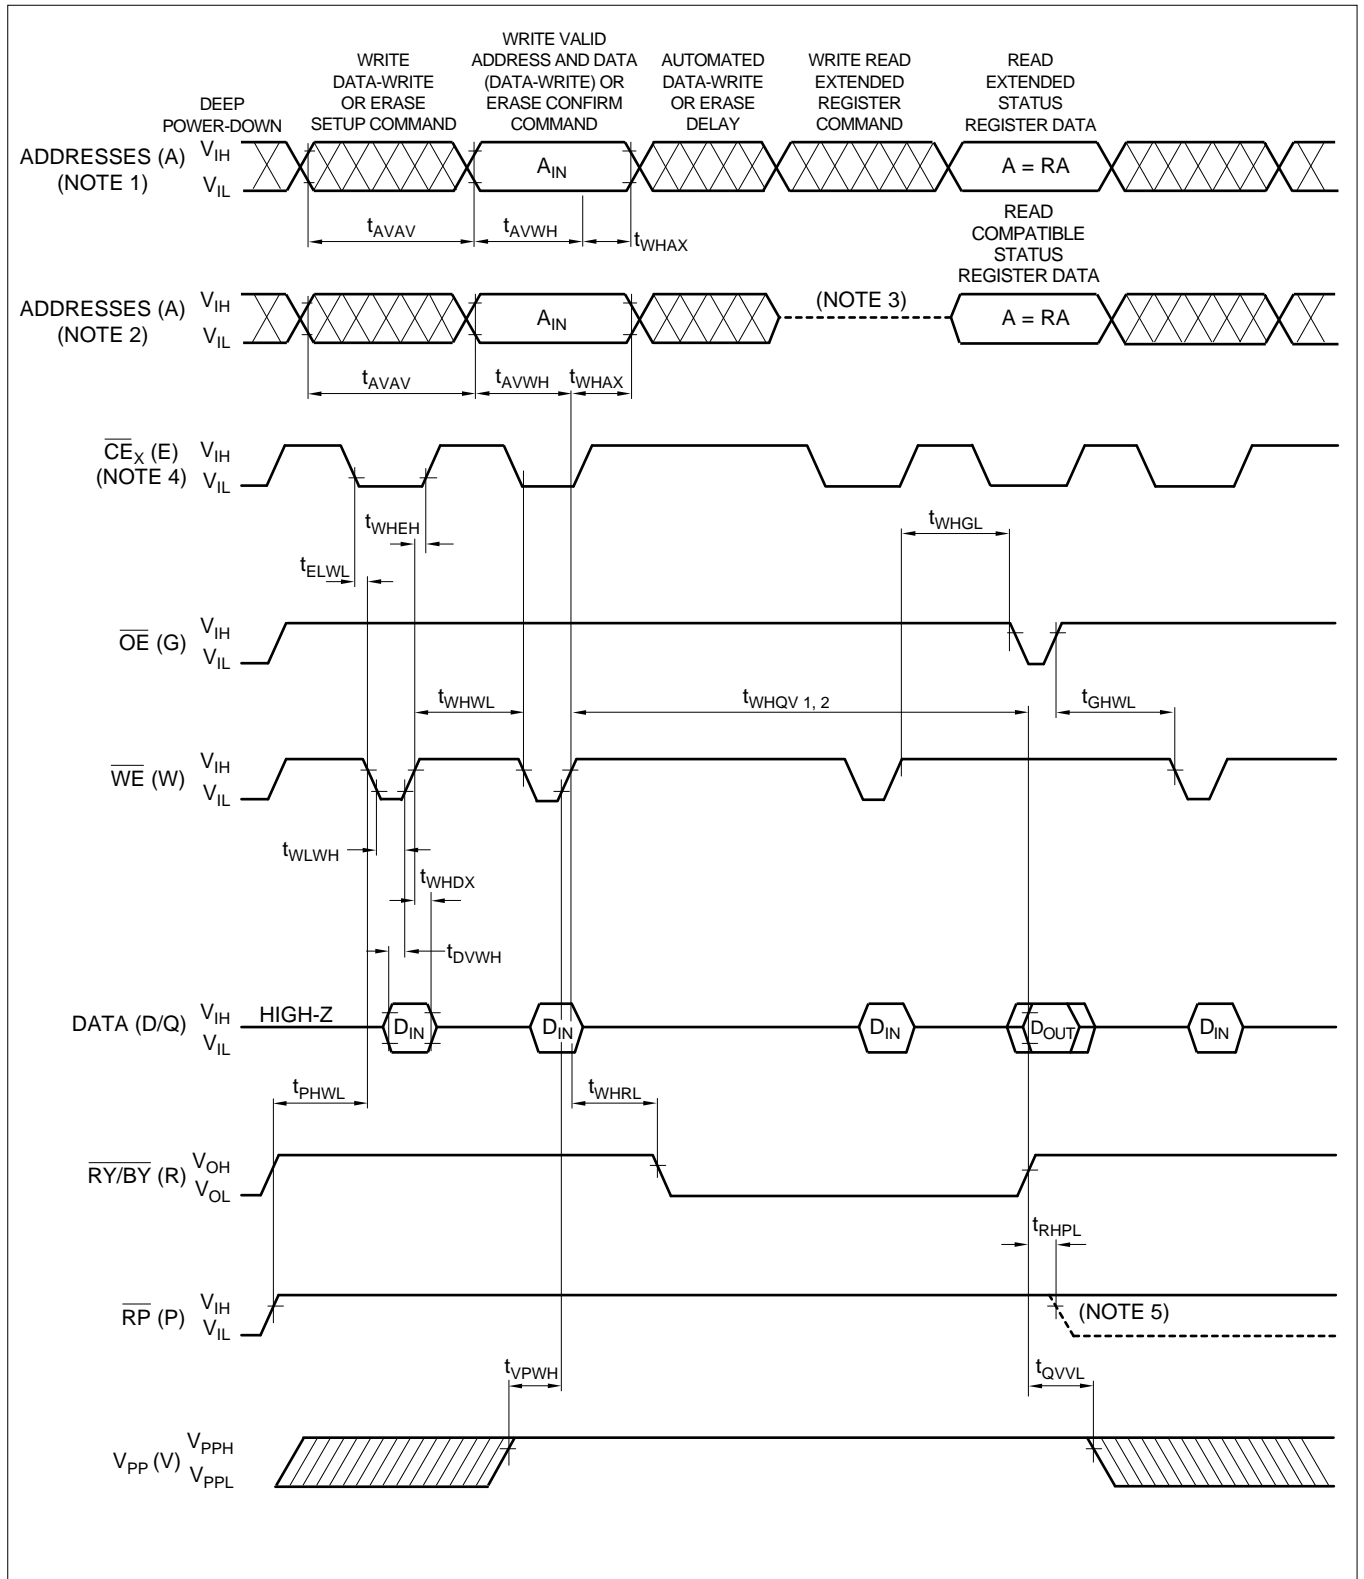 DEEP
POWER-DOWN
WRITE
DATA-WRITE
OR ERASE
SETUP COMMAND
WRITE VALID
ADDRESS AND DATA
(DATA-WRITE) OR
ERASE CONFIRM
COMMAND
AUTOMATED
DATA-WRITE
OR ERASE
DELAY
WRITE READ
EXTENDED
REGISTER
COMMAND
READ
EXTENDED
STATUS
REGISTER DATA
ADDRESSES (A)
(NOTE 1)
VIH
VIL
AIN
A = RA
tAVAV
tAVWH
tWHAX
READ
COMPATIBLE
STATUS
REGISTER DATA
ADDRESSES (A)
(NOTE 2)
VIH
VIL
AIN
(NOTE 3)
A = RA
tAVAV
tAVWH
tWHAX
CEX (E)
(NOTE 4)
VIH
VIL
tWHEH
tWHGL
tELWL
OE (G)
VIH
VIL
tWHWL
tWHQV 1, 2
tGHWL
WE (W)
VIH
VIL
tWLWH
tWHDX
tDVWH
DATA (D/Q)
VIH
VIL
HIGH-Z
DIN
DIN
DIN
DOUT
DIN
tPHWL
tWHRL
RY/BY (R)
VOH
VOL
tRHPL
RP (P)
VIH
VIL
(NOTE 5)
tVPWH
tQVVL
VPP (V)
VPPH
VPPL